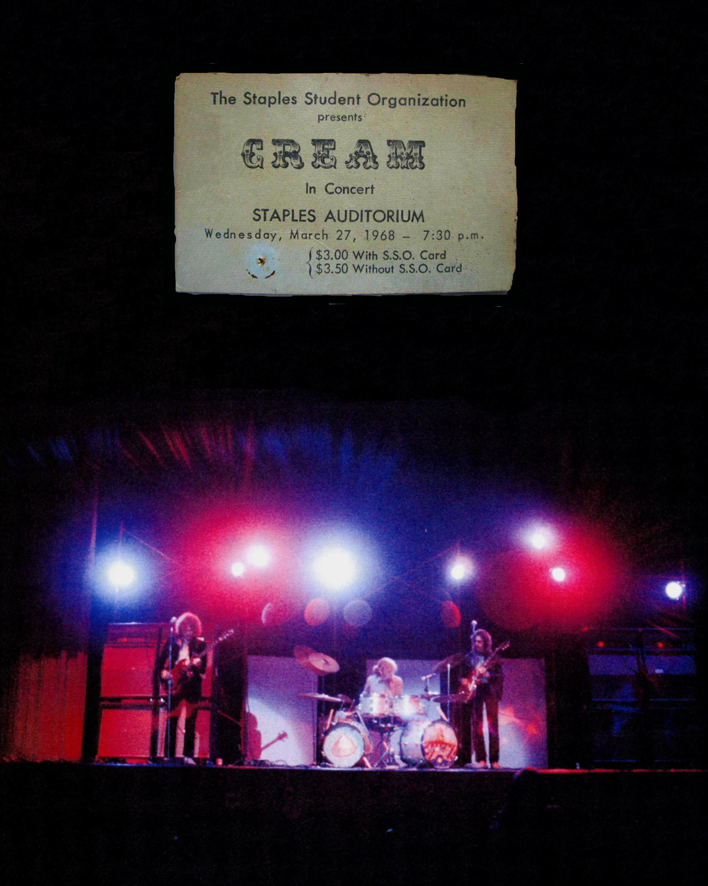 The Staples Student Organization
presents
CREAM
In Concert
STAPLES AUDITORIUM
Wednesday, March 27, 1968 – 7:30 p.m.
$3.00 With S.S.O. Card
$3.50 Without S.S.O. Card